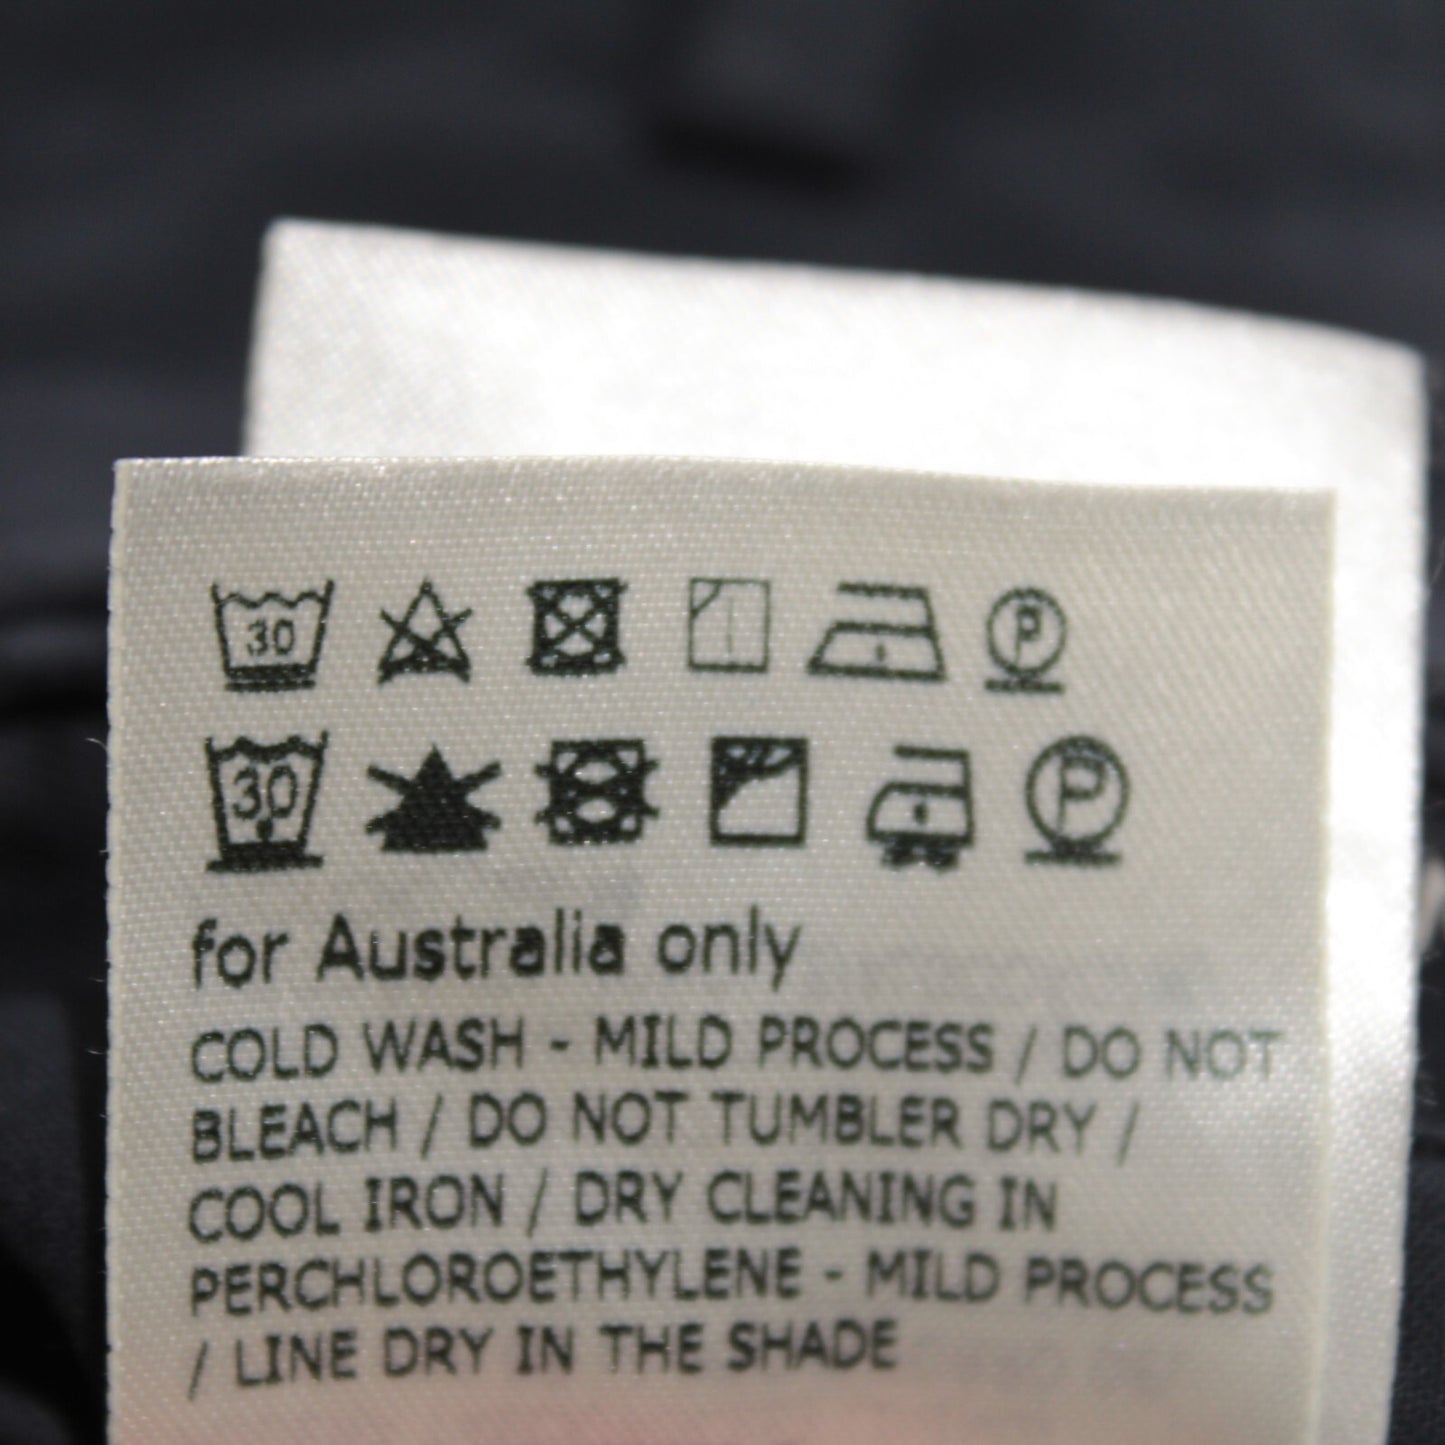 30 P
30 P
for Australia only
COLD WASH - MILD PROCESS / DO NOT
BLEACH / DO NOT TUMBLER DRY /
COOL IRON / DRY CLEANING IN
PERCHLOROETHYLENE - MILD PROCESS
/ LINE DRY IN THE SHADE